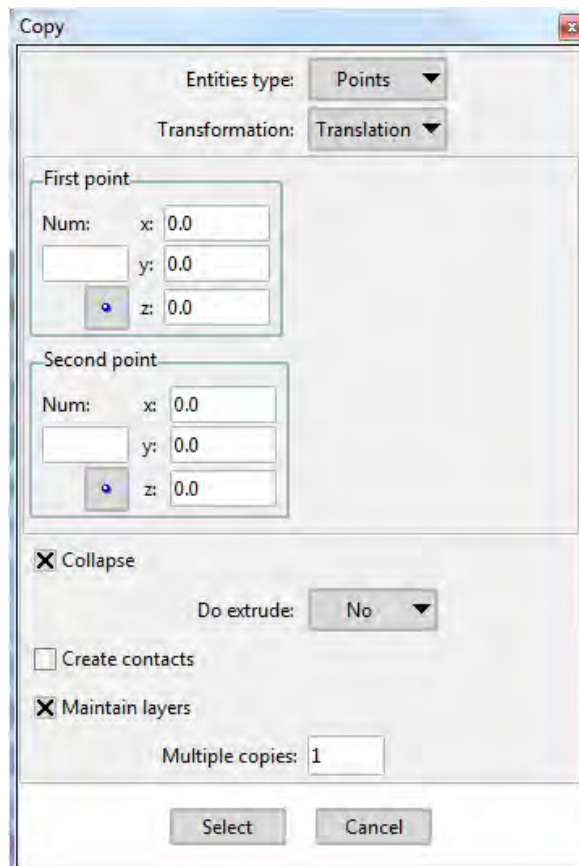 Copy
Entities type: Points
Transformation: Translation
First point
Num: x: 0.0
y: 0.0
z: 0.0
Second point
Num: x: 0.0
y: 0.0
z: 0.0
Collapse
Do extrude: No
Create contacts
Maintain layers
Multiple copies: 1
Select Cancel